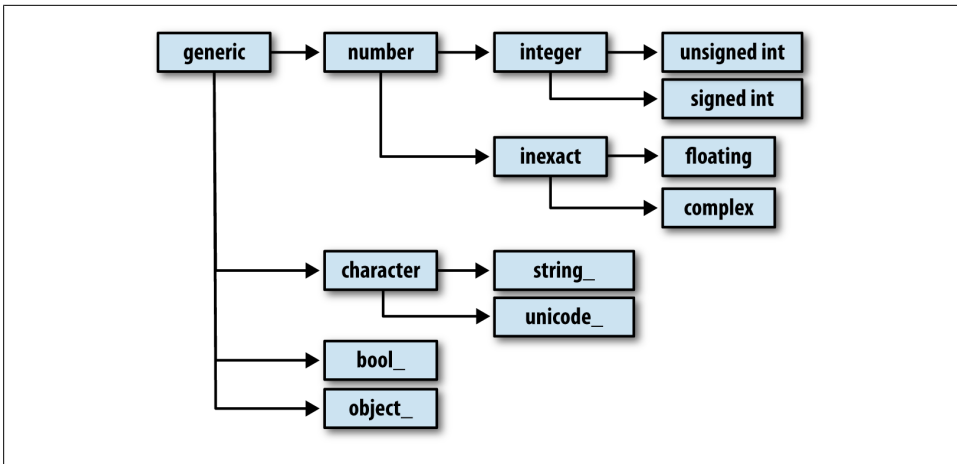 generic
number
integer
unsigned int
signed int
inexact
floating
complex
character
string_
unicode_
bool_
object_